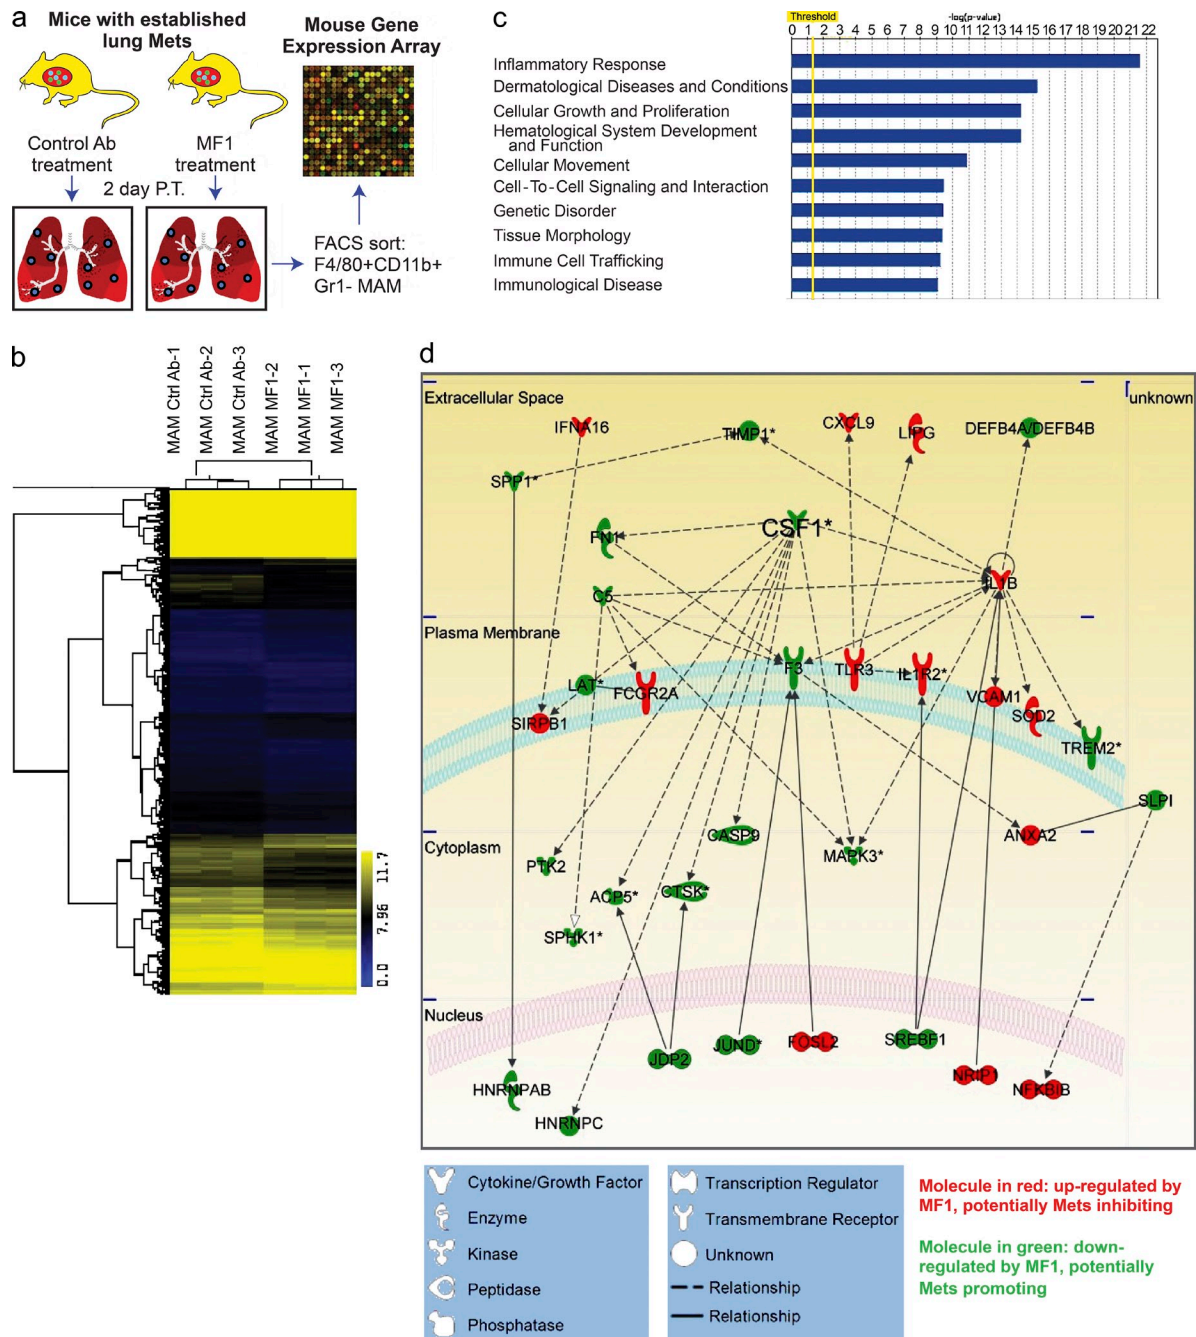 a
Mice with established
lung Mets
Mouse Gene
Expression Array
Control Ab
treatment
MF1
treatment
2 day P.T.
FACS sort:
F4/80+CD11b+
Gr1- MAM
c
Threshold
-log(p-value)
0 1 2 3 4 5 6 7 8 9 10 11 12 13 14 15 16 17 18 19 20 21 22
Inflammatory Response
Dermatological Diseases and Conditions
Cellular Growth and Proliferation
Hematological System Development
and Function
Cellular Movement
Cell-To-Cell Signaling and Interaction
Genetic Disorder
Tissue Morphology
Immune Cell Trafficking
Immunological Disease
b
MAM Ctrl Ab-1
MAM Ctrl Ab-2
MAM Ctrl Ab-3
MAM MF1-2
MAM MF1-1
MAM MF1-3
11.7
7.96
0.0
d
Extracellular Space
unknown
IFNA16
TIMP1*
CXCL9
LIPG
DEFB4A/DEFB4B
SPP1*
CSF1*
FN1
IL1B
C5
Plasma Membrane
LAT*
FCGR2A
F3
TLR3
IL1R2*
VCAM1
SOD2
SIRPB1
TREM2*
SLPI
Cytoplasm
CASP9
ANXA2
PTK2
MAPK3*
ACP5*
CTSK*
SPHK1*
Nucleus
JDP2
JUND*
FOSL2
SREBF1
NRIP1
NFKBIB
HNRNPAB
HNRNPC
Cytokine/Growth Factor
Enzyme
Kinase
Peptidase
Phosphatase
Transcription Regulator
Transmembrane Receptor
Unknown
Relationship
Relationship
Molecule in red: up-regulated by
MF1, potentially Mets inhibiting
Molecule in green: down-
regulated by MF1, potentially
Mets promoting